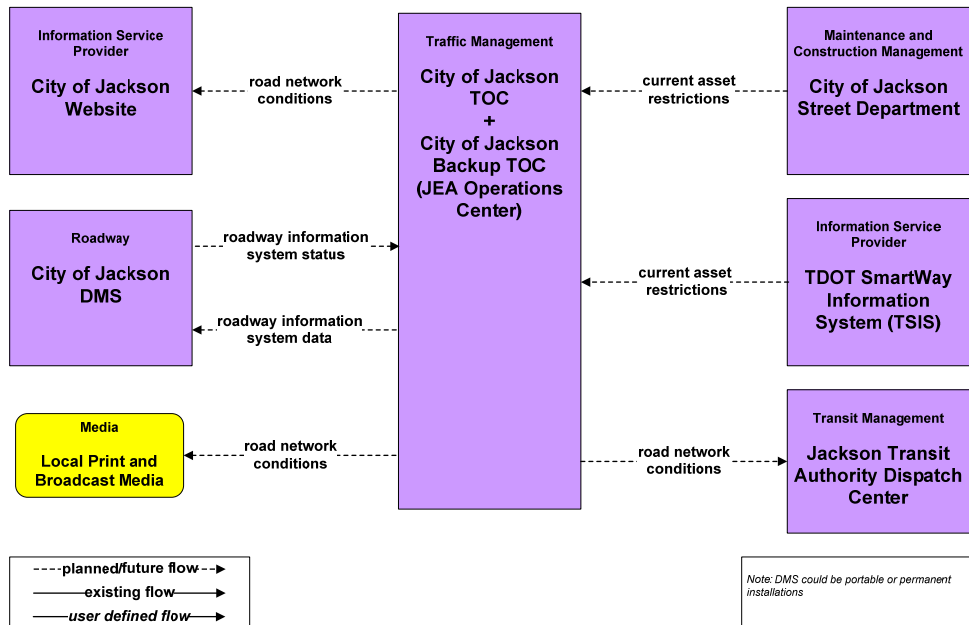 Information Service
Provider
City of Jackson
Website
road network
conditions
Traffic Management
City of Jackson
TOC
+
City of Jackson
Backup TOC
(JEA Operations
Center)
current asset
restrictions
Maintenance and
Construction Management
City of Jackson
Street Department
Roadway
City of Jackson
DMS
roadway information
system status
roadway information
system data
current asset
restrictions
Information Service
Provider
TDOT SmartWay
Information
System (TSIS)
Media
Local Print and
Broadcast Media
road network
conditions
road network
conditions
Transit Management
Jackson Transit
Authority Dispatch
Center
planned/future flow
existing flow
user defined flow
Note: DMS could be portable or permanent
installations